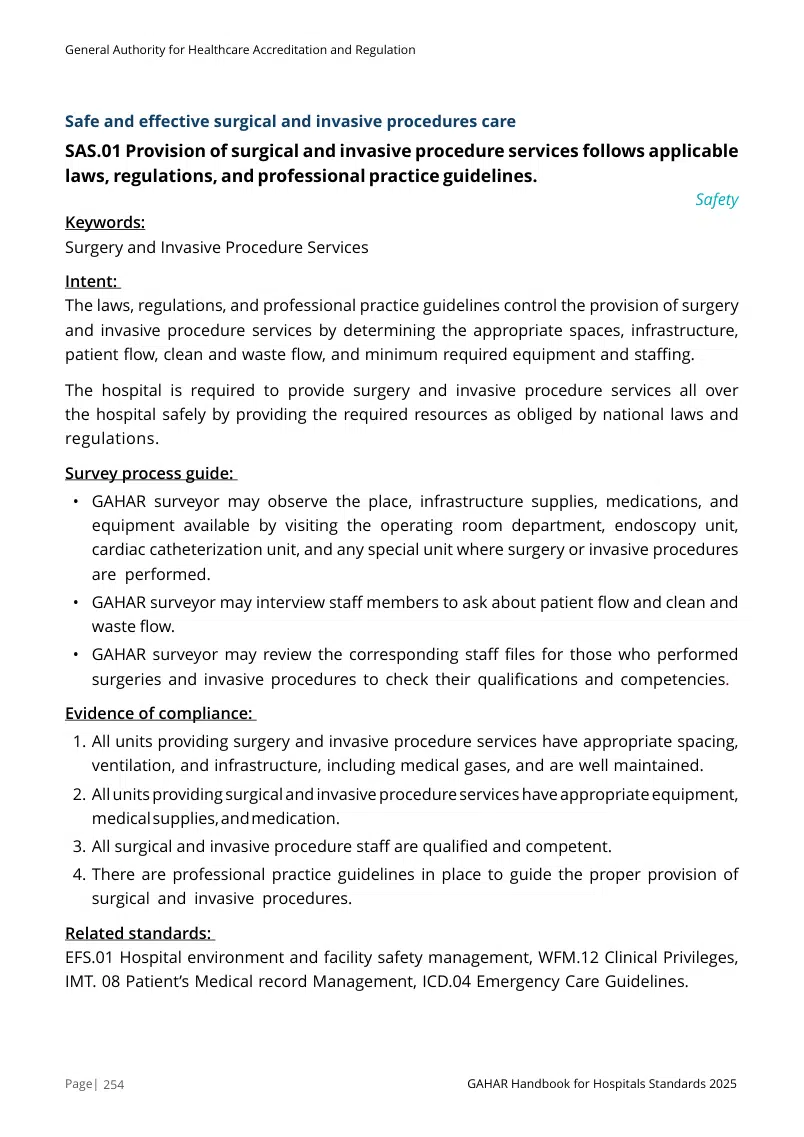 General Authority for Healthcare Accreditation and Regulation
Safe and effective surgical and invasive procedures care
SAS.01 Provision of surgical and invasive procedure services follows applicable
laws, regulations, and professional practice guidelines.
Safety
Keywords:
Surgery and Invasive Procedure Services
Intent:
The laws, regulations, and professional practice guidelines control the provision of surgery
and invasive procedure services by determining the appropriate spaces, infrastructure,
patient flow, clean and waste flow, and minimum required equipment and staffing.
The hospital is required to provide surgery and invasive procedure services all over
the hospital safely by providing the required resources as obliged by national laws and
regulations.
Survey process guide:
• GAHAR surveyor may observe the place, infrastructure supplies, medications, and
equipment available by visiting the operating room department, endoscopy unit,
cardiac catheterization unit, and any special unit where surgery or invasive procedures
are performed.
• GAHAR surveyor may interview staff members to ask about patient flow and clean and
waste flow.
• GAHAR surveyor may review the corresponding staff files for those who performed
surgeries and invasive procedures to check their qualifications and competencies.
Evidence of compliance:
1. All units providing surgery and invasive procedure services have appropriate spacing,
ventilation, and infrastructure, including medical gases, and are well maintained.
2. All units providing surgical and invasive procedure services have appropriate equipment,
medical supplies, and medication.
3. All surgical and invasive procedure staff are qualified and competent.
4. There are professional practice guidelines in place to guide the proper provision of
surgical and invasive procedures.
Related standards:
EFS.01 Hospital environment and facility safety management, WFM.12 Clinical Privileges,
IMT. 08 Patient’s Medical record Management, ICD.04 Emergency Care Guidelines.
Page| 254
GAHAR Handbook for Hospitals Standards 2025